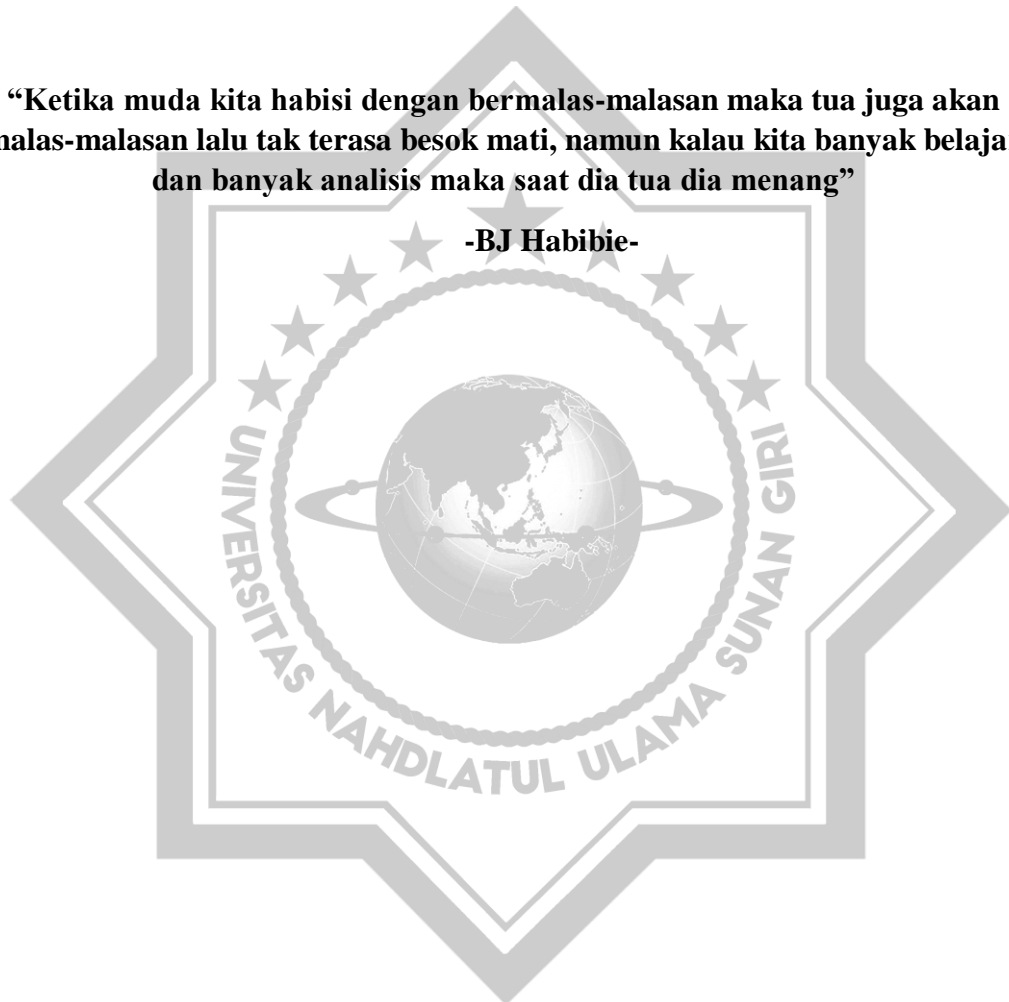 “Ketika muda kita habisi dengan bermalas-malasan maka tua juga akan
malas-malasan lalu tak terasa besok mati, namun kalau kita banyak belajar
dan banyak analisis maka saat dia tua dia menang”
-BJ Habibie-
UNIVERSITAS NAHDLATUL ULAMA SUNAN GIRI